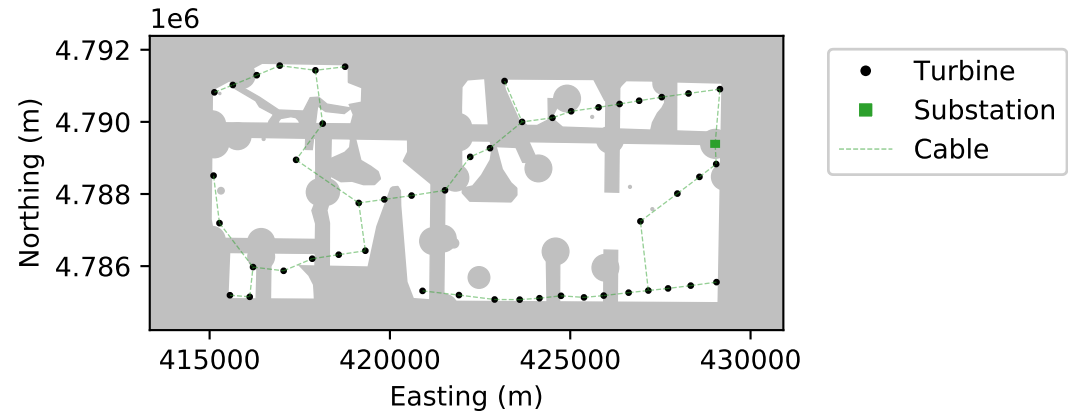 1e6
4.792
4.790
4.788
4.786
Northing (m)
415000 420000 425000 430000
Easting (m)
Turbine
Substation
Cable